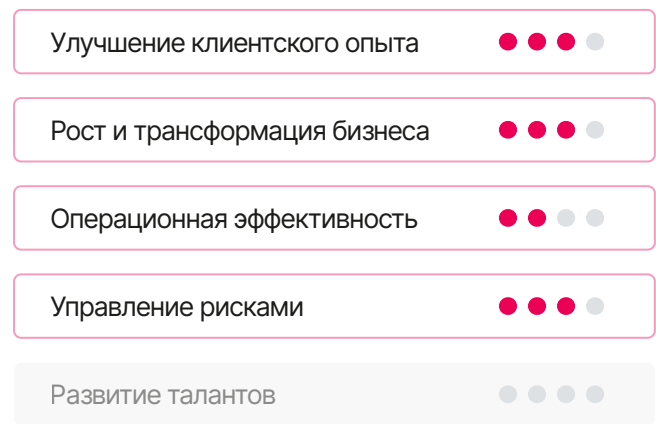 Улучшение клиентского опыта
Рост и трансформация бизнеса
Операционная эффективность
Управление рисками
Развитие талантов